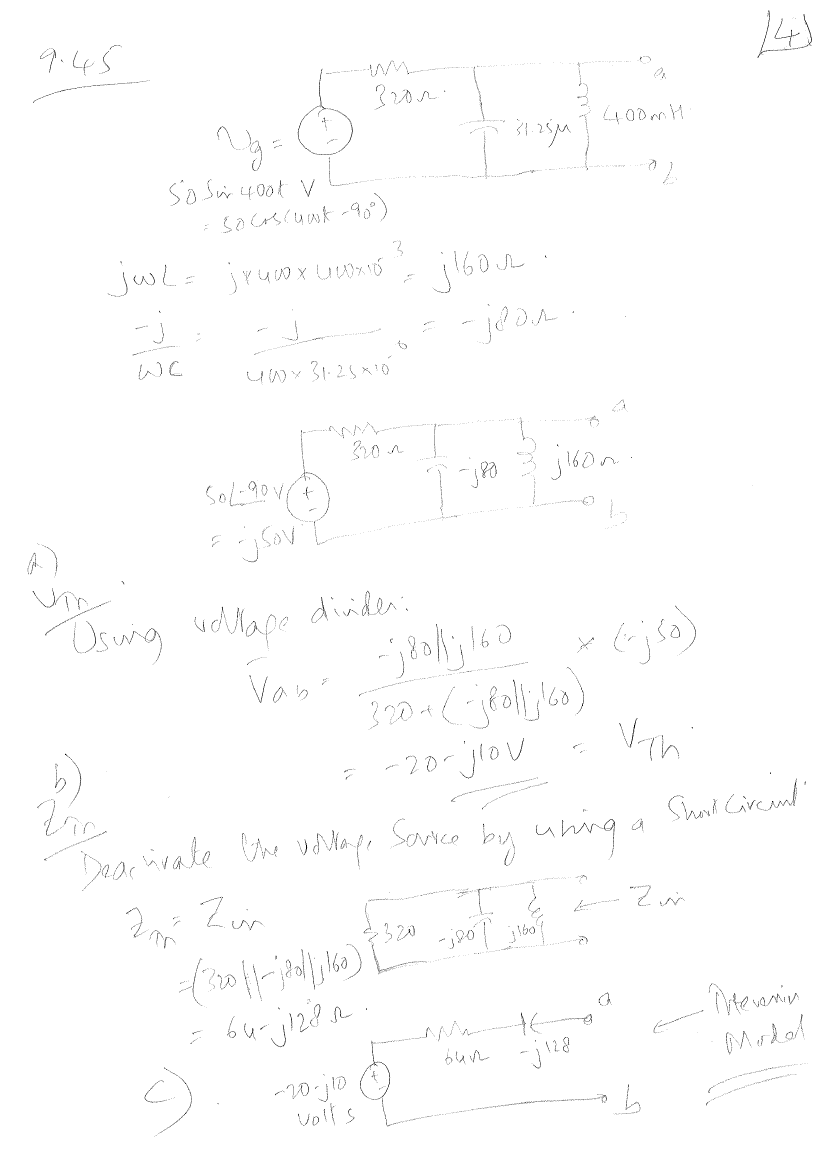 [4]
9.45
320Ω
a
31.25μ
400mH
Vg =
50 Sin 400t V
= 50 Cos(400t -90°)
b
jωL = j×400×400×10⁻³ = j160Ω.
-j/ωC = -j/400×31.25×10⁻⁶ = -j80Ω.
a
320Ω
-j80
j160Ω.
50∟-90 V
= -j50V
b
a)
VTh
Using voltage divider:
Vab = -j80||j160/320+(-j80||j160) × (-j50)
= -20-j10V = VTh
b)
ZTh
Deactivate the voltage Source by using a Short Circuit
ZTh = Zin
320
-j80
j160
← Zin
=(320||-j80||j160)
= 64-j128Ω.
a
64Ω
-j128
← Thevenin
Model
c)
-20-j10
volts
b